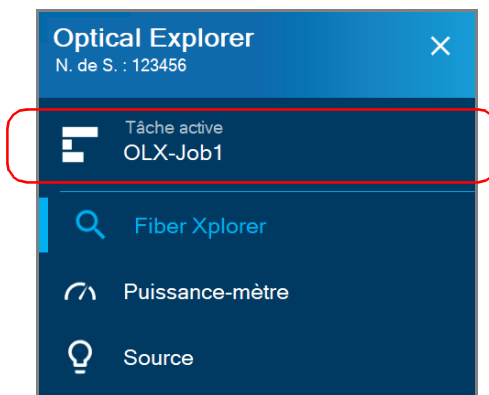 Optical Explorer
N. de S. : 123456
Tâche active
OLX-Job1
Fiber Xplorer
Puissance-mètre
Source